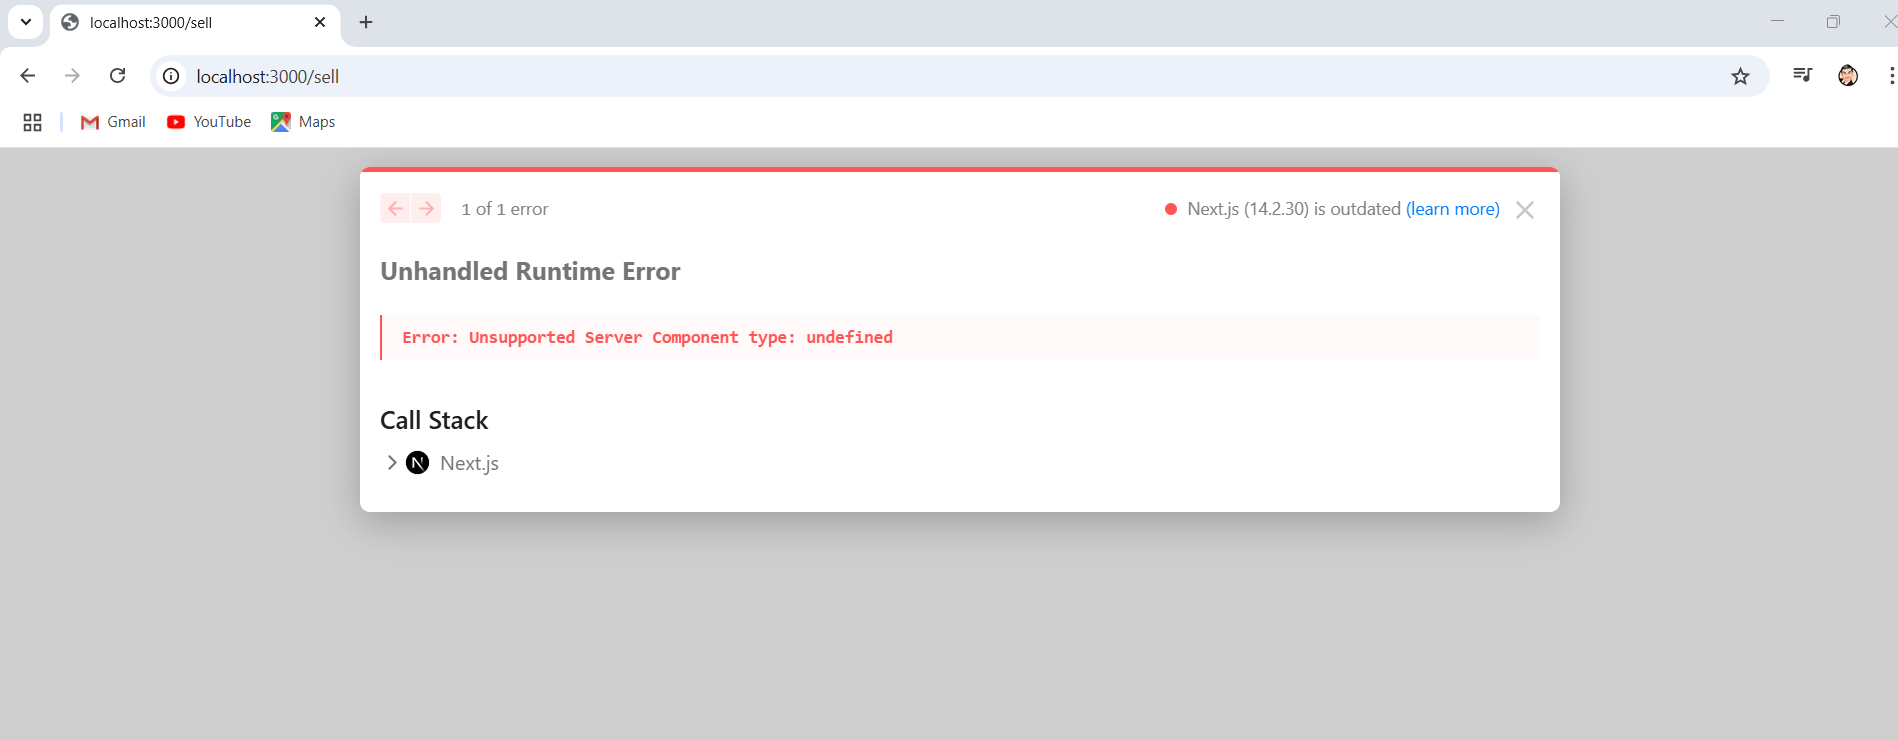 localhost:3000/sell
localhost:3000/sell
Gmail YouTube Maps
1 of 1 error Next.js (14.2.30) is outdated (learn more)
Unhandled Runtime Error
Error: Unsupported Server Component type: undefined
Call Stack
N Next.js